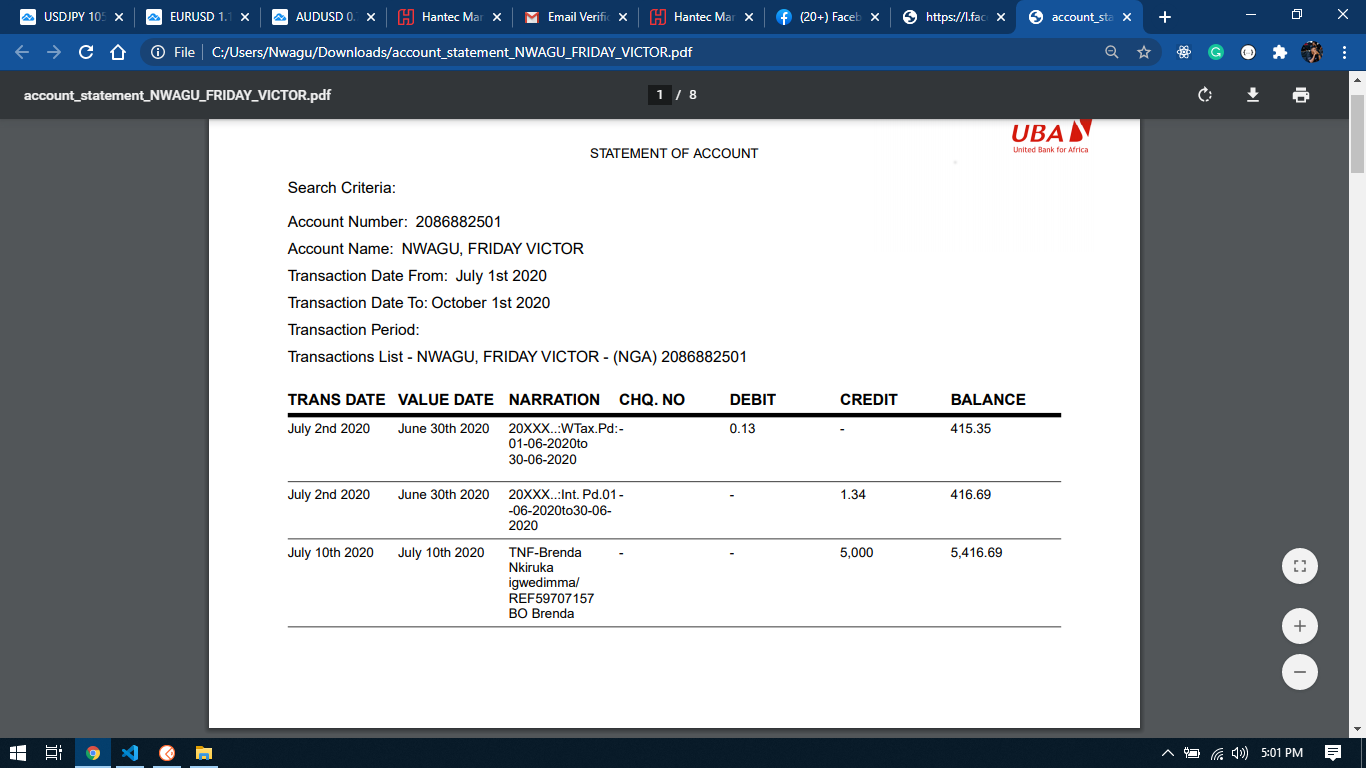 USDJPY 105
EURUSD 1.1
AUDUSD 0.
Hantec Mar
Email Verific
Hantec Mar
(20+) Faceb
https://l.fac
account_sta
File
C:/Users/Nwagu/Downloads/account_statement_NWAGU_FRIDAY_VICTOR.pdf
account_statement_NWAGU_FRIDAY_VICTOR.pdf
1 / 8
UBA
United Bank for Africa
STATEMENT OF ACCOUNT
Search Criteria:
Account Number: 2086882501
Account Name: NWAGU, FRIDAY VICTOR
Transaction Date From: July 1st 2020
Transaction Date To: October 1st 2020
Transaction Period:
Transactions List - NWAGU, FRIDAY VICTOR - (NGA) 2086882501
TRANS DATE VALUE DATE NARRATION CHQ. NO DEBIT CREDIT BALANCE
July 2nd 2020 June 30th 2020 20XXX..:WTax.Pd:- 0.13 - 415.35
01-06-2020to
30-06-2020
July 2nd 2020 June 30th 2020 20XXX..:Int. Pd.01 - - 1.34 416.69
-06-2020to30-06-
2020
July 10th 2020 July 10th 2020 TNF-Brenda - - 5,000 5,416.69
Nkiruka
igwedimma/
REF59707157
BO Brenda
5:01 PM